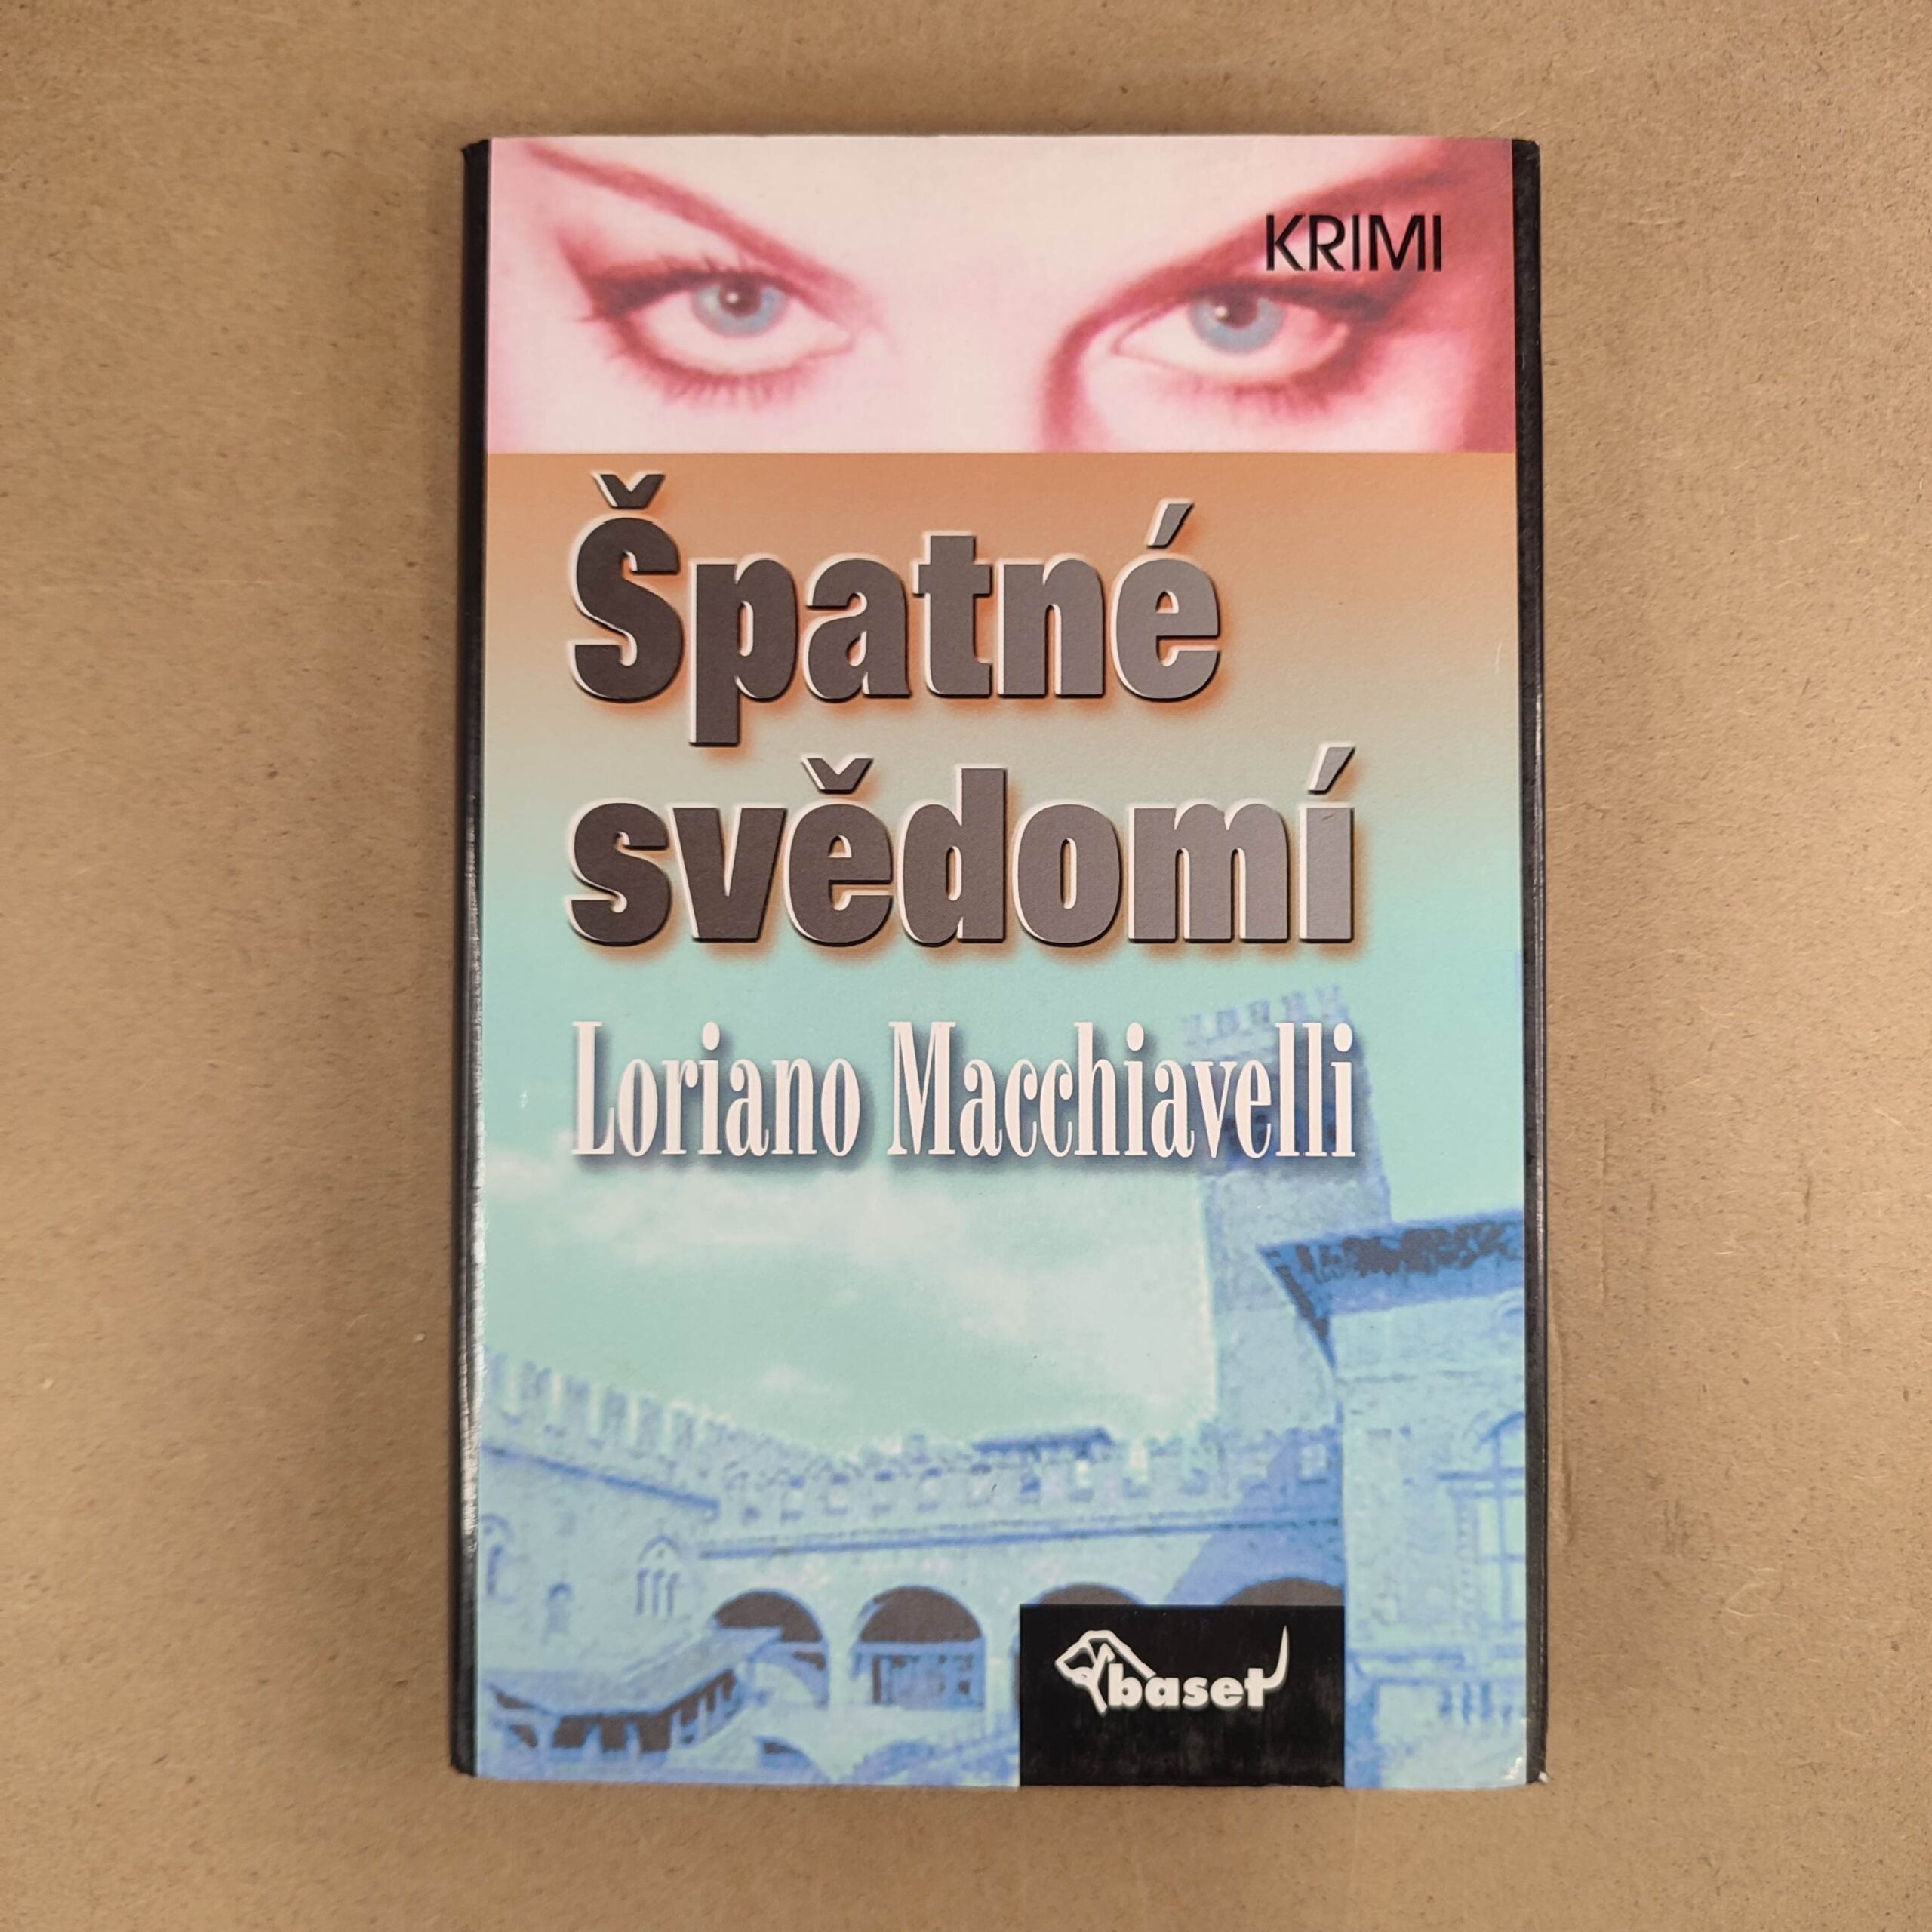 KRIMI
Špatné
svědomí
Loriano Macchiavelli
baset